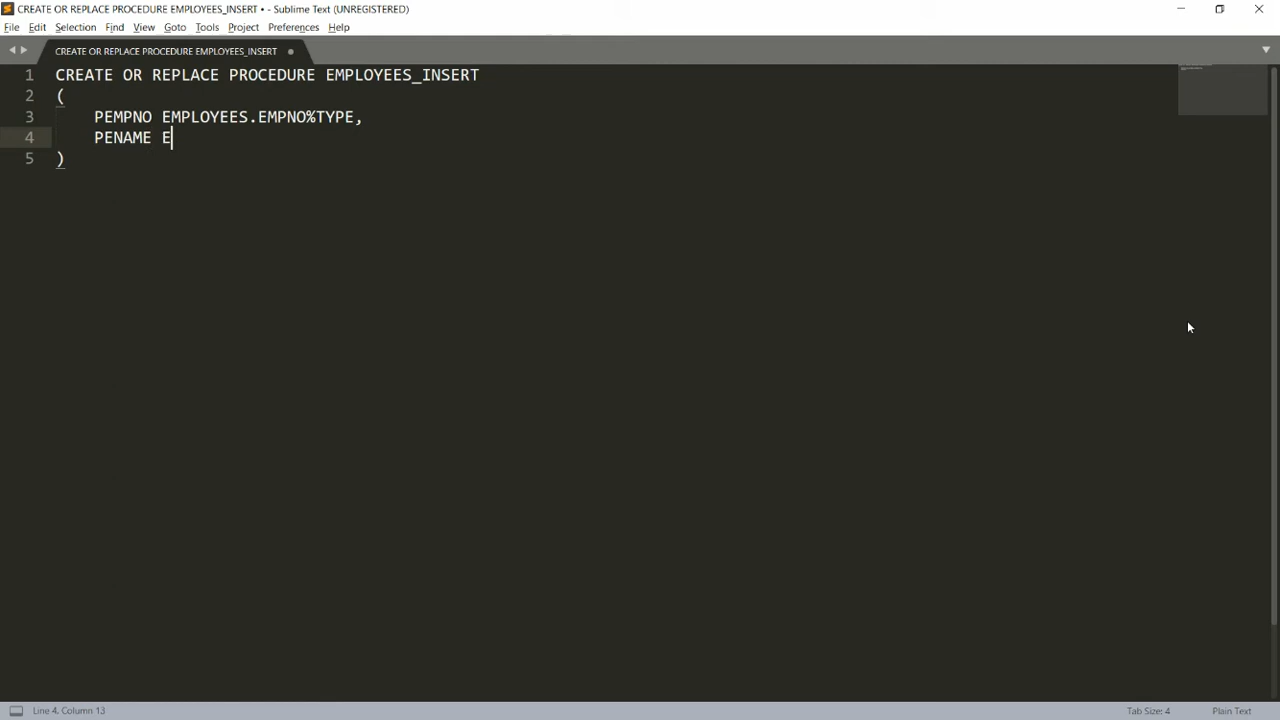 CREATE OR REPLACE PROCEDURE EMPLOYEES_INSERT • - Sublime Text (UNREGISTERED)
File Edit Selection Find View Goto Tools Project Preferences Help
CREATE OR REPLACE PROCEDURE EMPLOYEES_INSERT
1 CREATE OR REPLACE PROCEDURE EMPLOYEES_INSERT
2 (
3 PEMPNO EMPLOYEES.EMPNO%TYPE,
4 PENAME E
5 )
Line 4, Column 13 Tab Size: 4 Plain Text